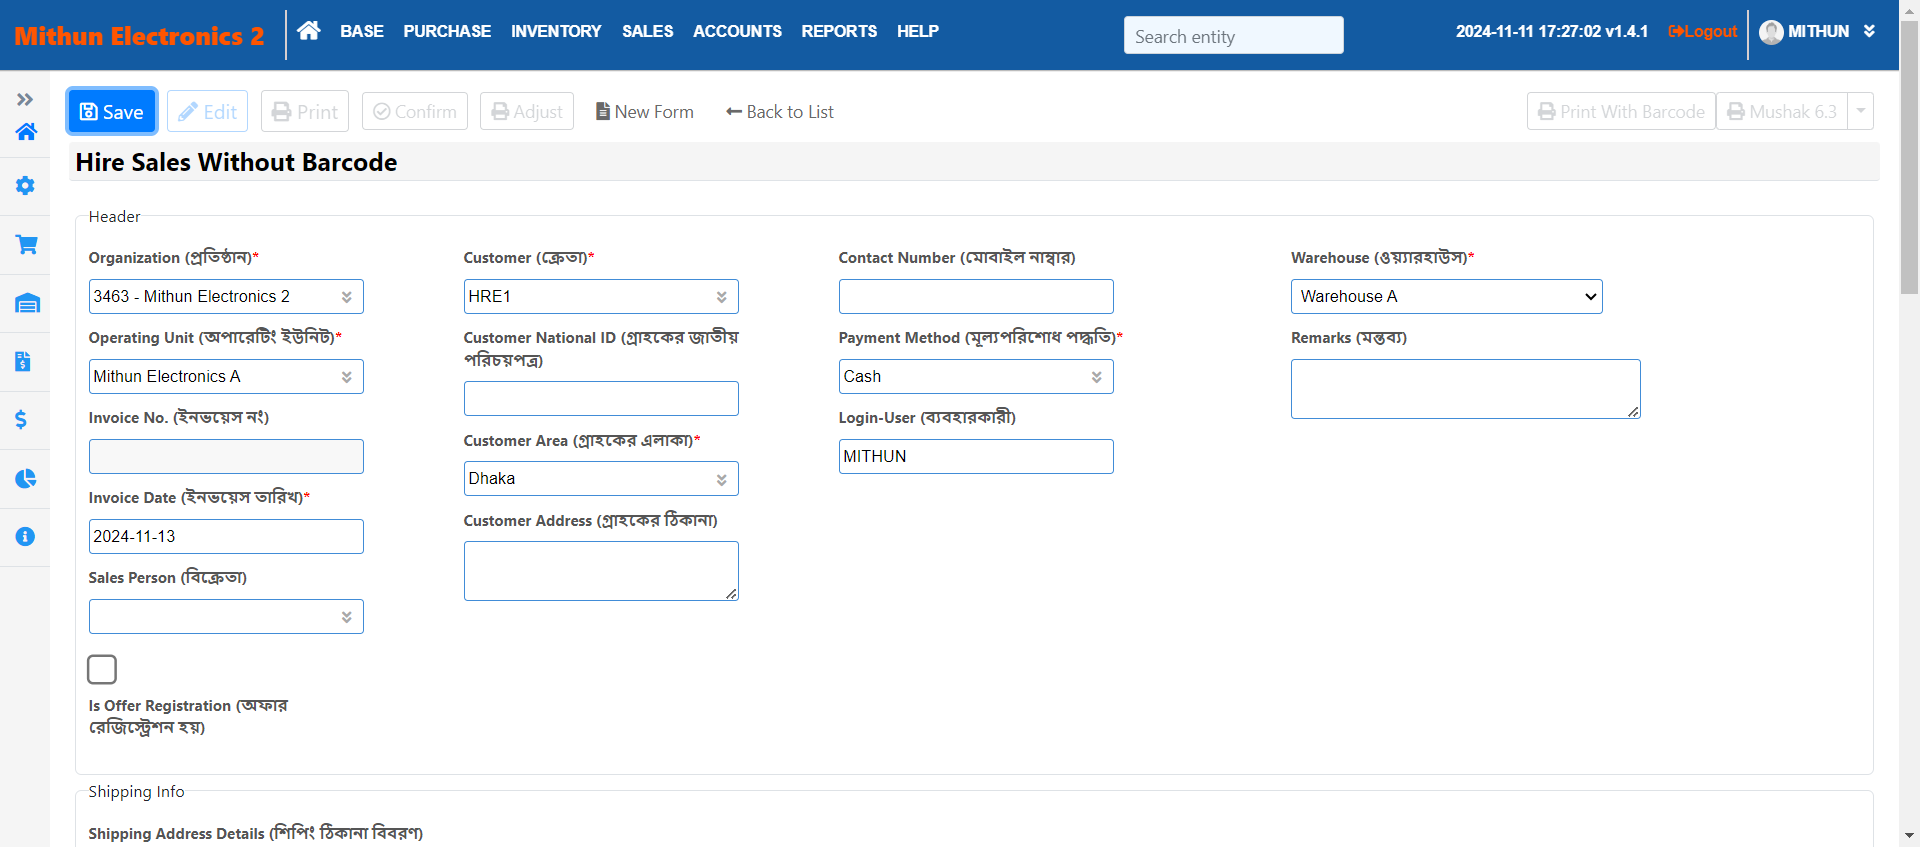 Mithun Electronics 2
BASE PURCHASE INVENTORY SALES ACCOUNTS REPORTS HELP
Search entity
2024-11-11 17:27:02 v1.4.1
Logout
MITHUN
Save
Edit
Print
Confirm
Adjust
New Form
Back to List
Print With Barcode
Mushak 6.3
Hire Sales Without Barcode
Header
Organization (প্রতিষ্ঠান)*
3463 - Mithun Electronics 2
Operating Unit (অপারেটিং ইউনিট)*
Mithun Electronics A
Invoice No. (ইনভয়েস নং)
Invoice Date (ইনভয়েস তারিখ)*
2024-11-13
Sales Person (বিক্রেতা)
Is Offer Registration (অফার
রেজিস্ট্রেশন হয়)
Customer (ক্রেতা)*
HRE1
Customer National ID (গ্রাহকের জাতীয়
পরিচয়পত্র)
Customer Area (গ্রাহকের এলাকা)*
Dhaka
Customer Address (গ্রাহকের ঠিকানা)
Contact Number (মোবাইল নাম্বার)
Payment Method (মূল্যপরিশোধ পদ্ধতি)*
Cash
Login-User (ব্যবহারকারী)
MITHUN
Warehouse (ওয়্যারহাউস)*
Warehouse A
Remarks (মন্তব্য)
Shipping Info
Shipping Address Details (শিপিং ঠিকানা বিবরণ)